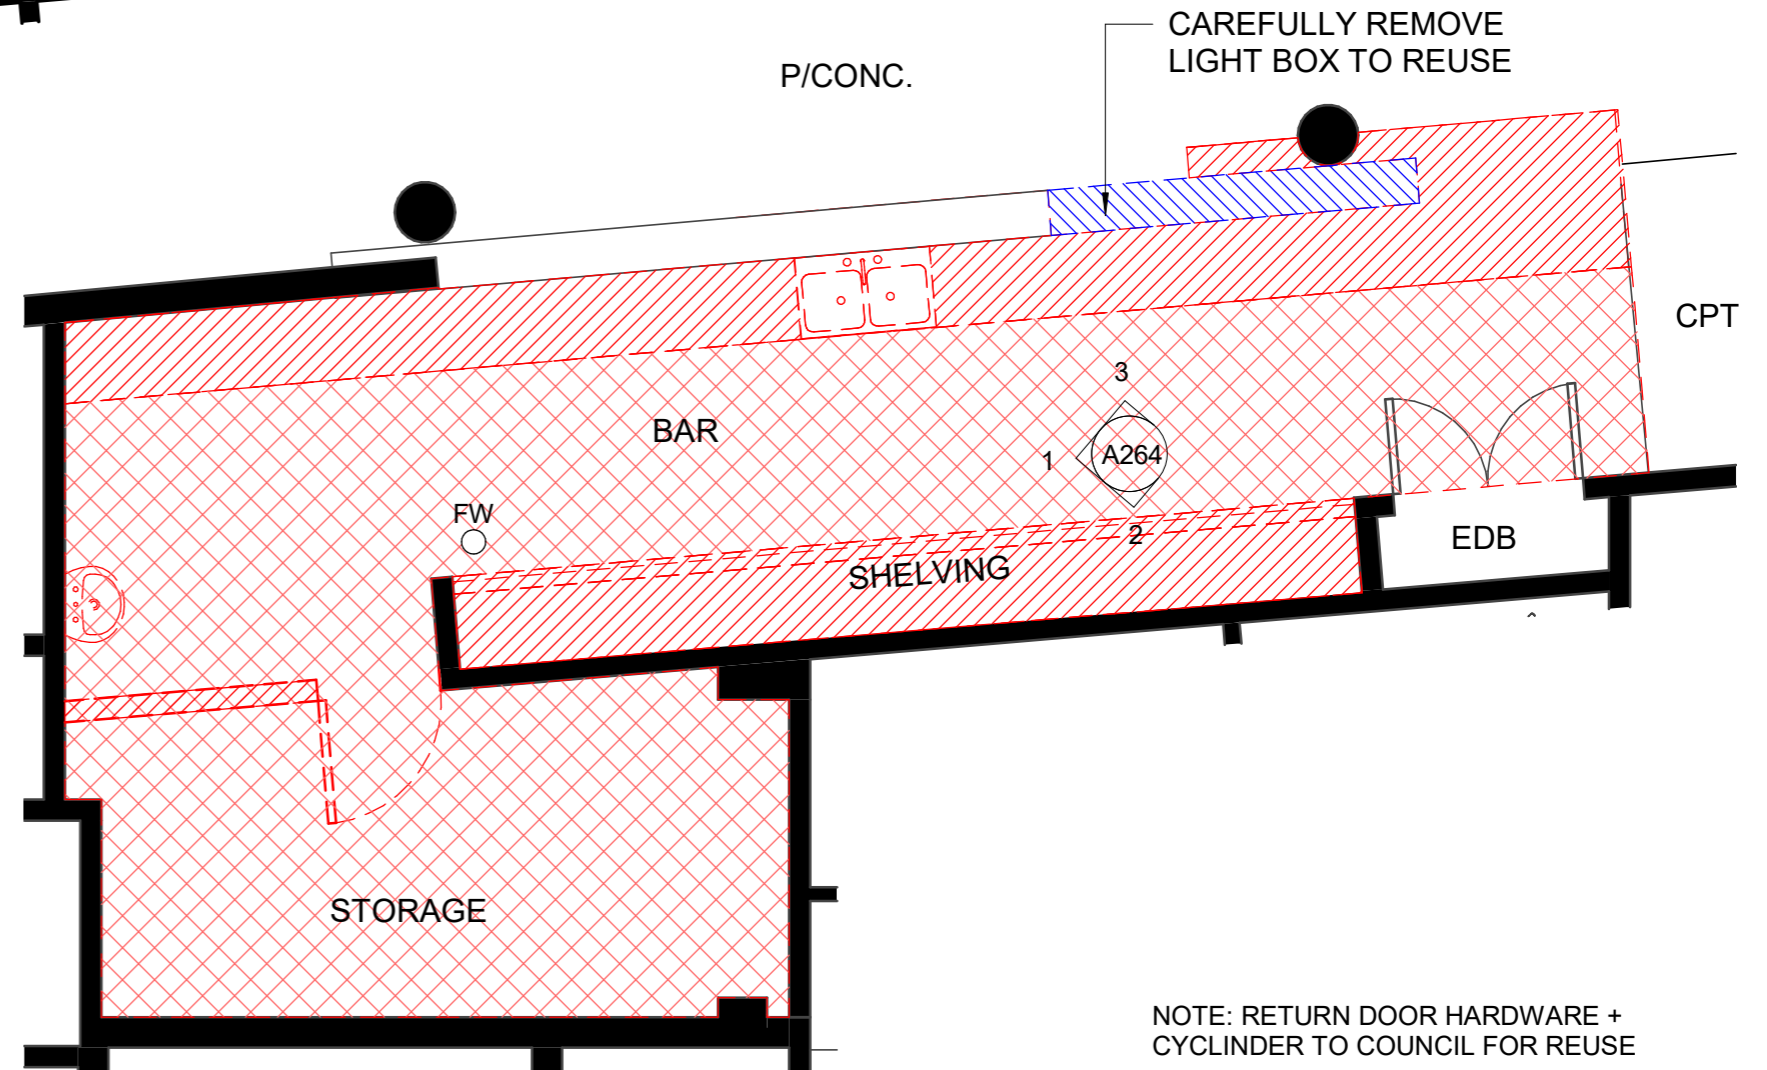 CAREFULLY REMOVE
LIGHT BOX TO REUSE
P/CONC.
CPT
3
BAR
1
A264
FW
2
EDB
SHELVING
STORAGE
NOTE: RETURN DOOR HARDWARE +
CYCLINDER TO COUNCIL FOR REUSE